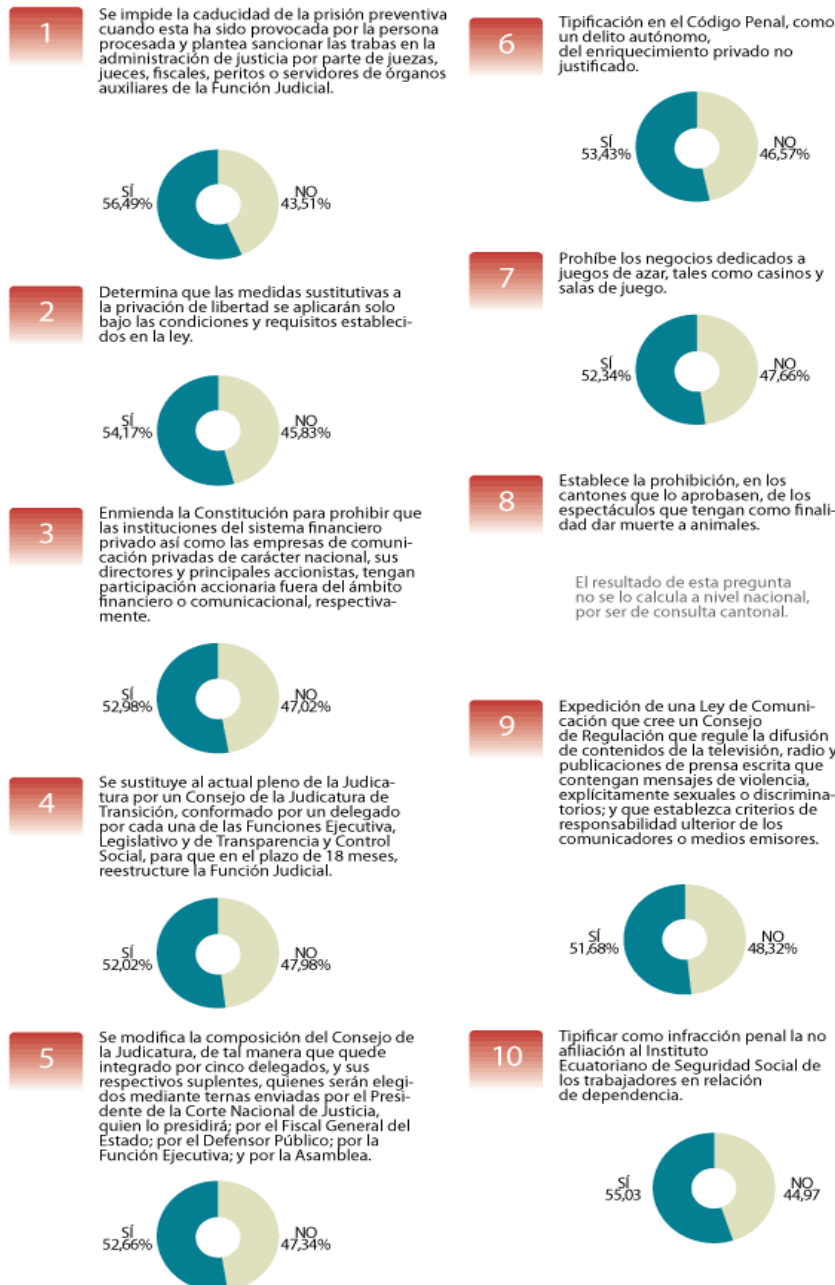 1
Se impide la caducidad de la prisión preventiva
cuando esta ha sido provocada por la persona
procesada y plantea sancionar las trabas en la
administración de justicia por parte de juezas,
jueces, fiscales, peritos o servidores de órganos
auxiliares de la Función Judicial.
SÍ
56,49%
NO
43,51%
2
Determina que las medidas sustitutivas a
la privación de libertad se aplicarán solo
bajo las condiciones y requisitos estableci-
dos en la ley.
SÍ
54,17%
NO
45,83%
3
Enmienda la Constitución para prohibir que
las instituciones del sistema financiero
privado así como las empresas de comuni-
cación privadas de carácter nacional, sus
directores y principales accionistas, tengan
participación accionaria fuera del ámbito
financiero o comunicacional, respectiva-
mente.
SÍ
52,98%
NO
47,02%
4
Se sustituye al actual pleno de la Judica-
tura por un Consejo de la Judicatura de
Transición, conformado por un delegado
por cada una de las Funciones Ejecutiva,
Legislativo y de Transparencia y Control
Social, para que en el plazo de 18 meses,
reestructure la Función Judicial.
SÍ
52,02%
NO
47,98%
5
Se modifica la composición del Consejo de
la Judicatura, de tal manera que quede
integrado por cinco delegados, y sus
respectivos suplentes, quienes serán elegi-
dos mediante ternas enviadas por el Presi-
dente de la Corte Nacional de Justicia,
quien lo presidirá; por el Fiscal General del
Estado; por el Defensor Público; por la
Función Ejecutiva; y por la Asamblea.
SÍ
52,66%
NO
47,34%
6
Tipificación en el Código Penal, como
un delito autónomo,
del enriquecimiento privado no
justificado.
SÍ
53,43%
NO
46,57%
7
Prohíbe los negocios dedicados a
juegos de azar, tales como casinos y
salas de juego.
SÍ
52,34%
NO
47,66%
8
Establece la prohibición, en los
cantones que lo aprobasen, de los
espectáculos que tengan como finali-
dad dar muerte a animales.
El resultado de esta pregunta
no se lo calcula a nivel nacional,
por ser de consulta cantonal.
9
Expedición de una Ley de Comuni-
cación que cree un Consejo
de Regulación que regule la difusión
de contenidos de la televisión, radio y
publicaciones de prensa escrita que
contengan mensajes de violencia,
explícitamente sexuales o discrimina-
torios; y que establezca criterios de
responsabilidad ulterior de los
comunicadores o medios emisores.
SÍ
51,68%
NO
48,32%
10
Tipificar como infracción penal la no
afiliación al Instituto
Ecuatoriano de Seguridad Social de
los trabajadores en relación
de dependencia.
SÍ
55,03
NO
44,97